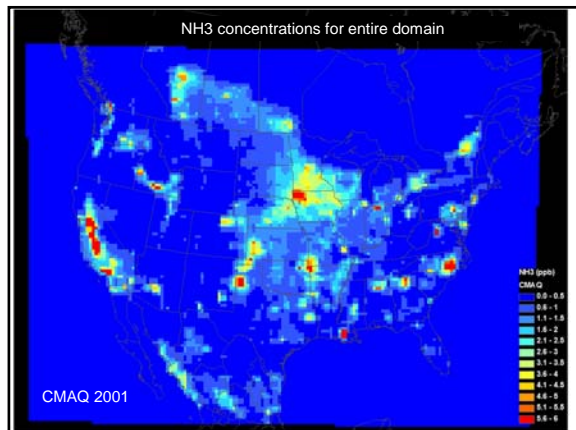 NH3 concentrations for entire domain
NH3 (ppb)
CMAQ
0.0 - 0.5
0.6 - 1
1.1 - 1.5
1.6 - 2
2.1 - 2.5
2.6 - 3
3.1 - 3.5
3.6 - 4
4.1 - 4.5
4.6 - 5
5.1 - 5.5
5.6 - 6
CMAQ 2001